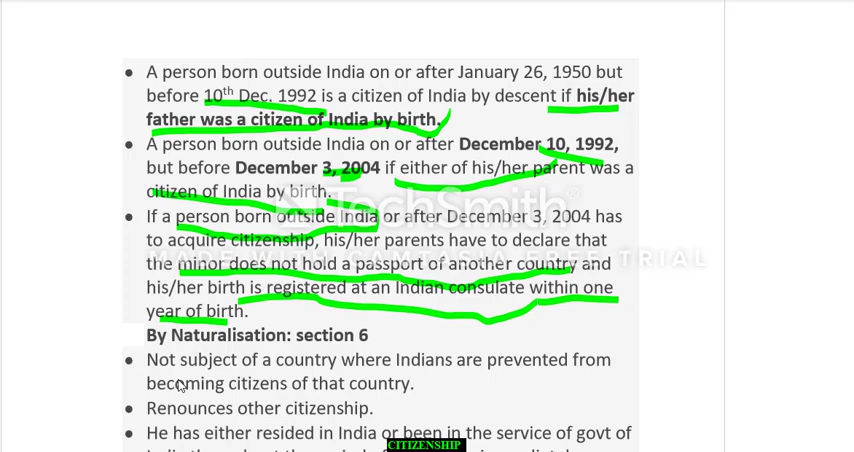 • A person born outside India on or after January 26, 1950 but
before 10th Dec. 1992 is a citizen of India by descent if his/her
father was a citizen of India by birth.
• A person born outside India on or after December 10, 1992,
but before December 3, 2004 if either of his/her parent was a
citizen of India by birth.
TechSmith
• If a person born outside India or after December 3, 2004 has
to acquire citizenship, his/her parents have to declare that
MADE WITH CAMTASIA FREE TRIAL
the minor does not hold a passport of another country and
his/her birth is registered at an Indian consulate within one
year of birth.
By Naturalisation: section 6
• Not subject of a country where Indians are prevented from
becoming citizens of that country.
• Renounces other citizenship.
• He has either resided in India or been in the service of govt of
CITIZENSHIP